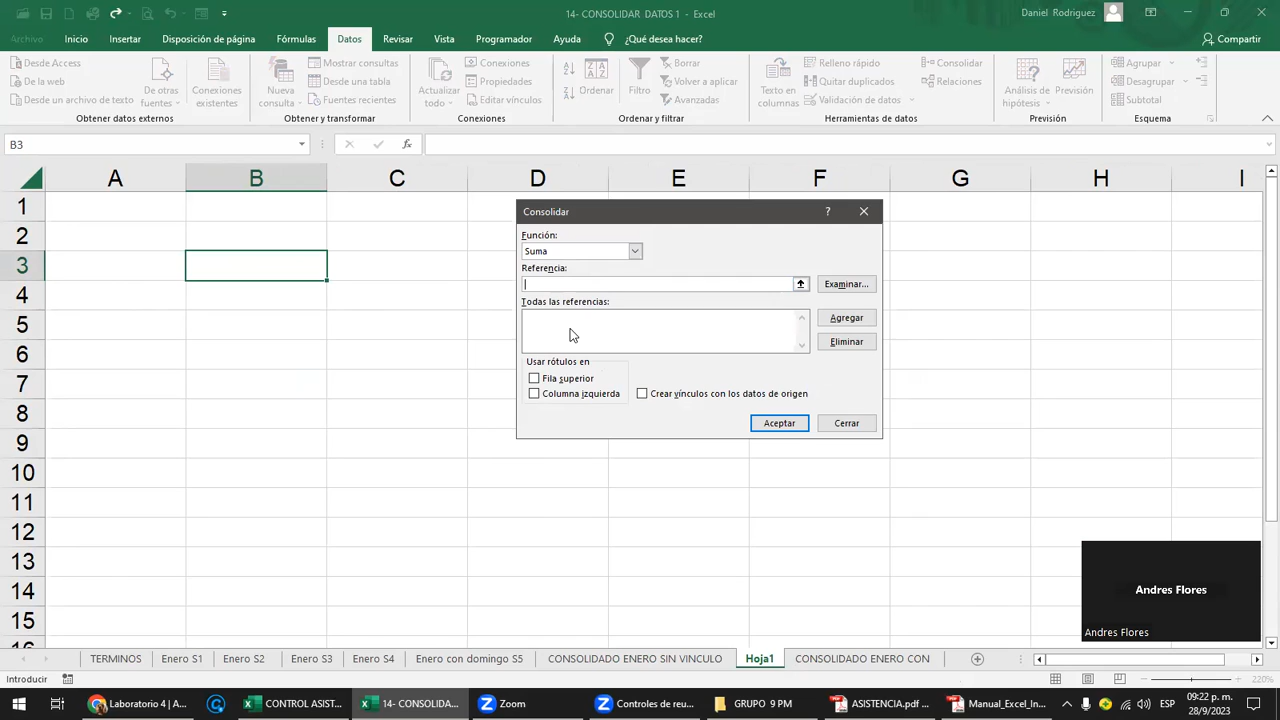 14- CONSOLIDAR DATOS 1 - Excel
Daniel Rodriguez
Archivo Inicio Insertar Disposición de página Fórmulas Datos Revisar Vista Programador Ayuda ¿Qué desea hacer? Compartir
Desde Access
De la web
Desde un archivo de texto
De otras fuentes
Conexiones existentes
Obtener datos externos
Nueva consulta
Mostrar consultas
Desde una tabla
Fuentes recientes
Obtener y transformar
Actualizar todo
Conexiones
Propiedades
Editar vínculos
Conexiones
Ordenar
Filtro
Borrar
Volver a aplicar
Avanzadas
Ordenar y filtrar
Texto en columnas
Relleno rápido
Quitar duplicados
Validación de datos
Consolidar
Relaciones
Herramientas de datos
Análisis de hipótesis
Previsión
Previsión
Agrupar
Desagrupar
Subtotal
Esquema
B3
fx
A B C D E F G H I
1
2
3
4
5
6
7
8
9
10
11
12
13
14
15
16
Consolidar
?
Función:
Suma
Referencia:
Examinar...
Todas las referencias:
Agregar
Eliminar
Usar rótulos en
Fila superior
Columna izquierda
Crear vínculos con los datos de origen
Aceptar
Cerrar
Andres Flores
Andres Flores
TERMINOS Enero S1 Enero S2 Enero S3 Enero S4 Enero con domingo S5 CONSOLIDADO ENERO SIN VINCULO Hoja1 CONSOLIDADO ENERO CON
Introducir
220%
Laboratorio 4 | A...
CONTROL ASIST...
14- CONSOLIDA...
Zoom
Controles de reu...
GRUPO 9 PM
ASISTENCIA.pdf ...
Manual_Excel_In...
ESP
09:22 p. m.
28/9/2023